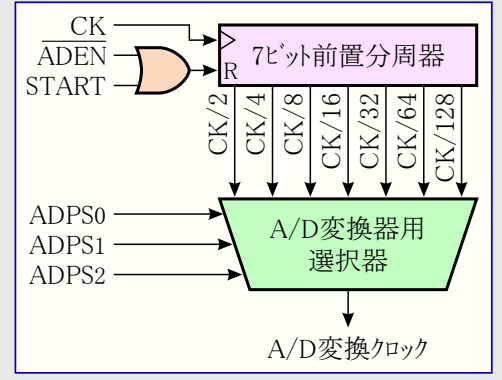 CK
ADEN
START
7ビット前置分周器
R
CK/2
CK/4
CK/8
CK/16
CK/32
CK/64
CK/128
ADPS0
ADPS1
ADPS2
A/D変換器用
選択器
A/D変換クロック